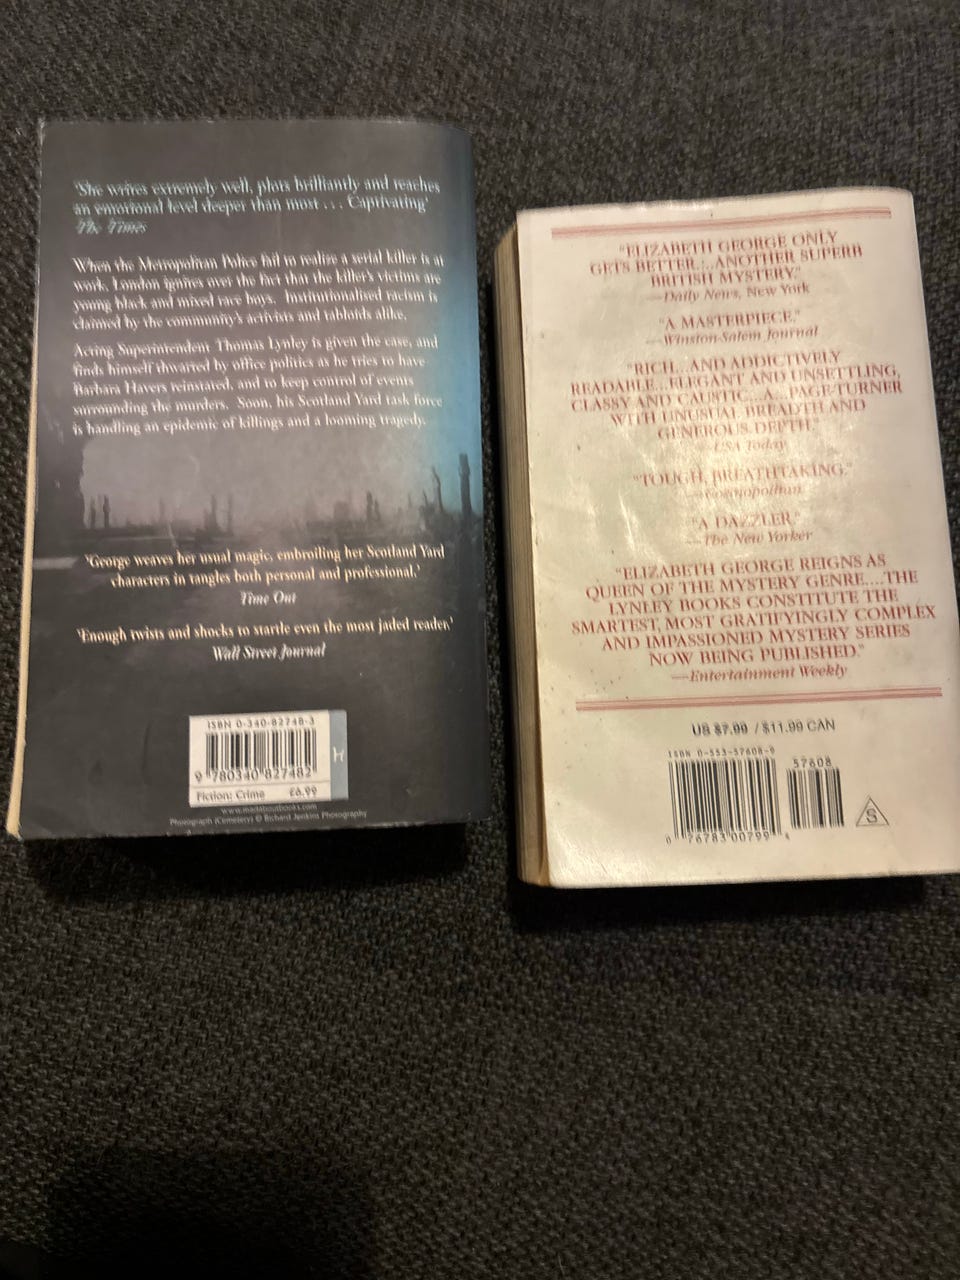 'She writes extremely well, plots brilliantly and reaches
an emotional level deeper than most ... Captivating'
The Times
When the Metropolitan Police fail to realize a serial killer is at
work, London ignites over the fact that the killer's victims are
young black and mixed race boys. Institutionalised racism is
claimed by the community's activists and tabloids alike.
Acting Superintendent Thomas Lynley is given the case, and
finds himself thwarted by office politics as he tries to have
Barbara Havers reinstated, and to keep control of events
surrounding the murders. Soon, his Scotland Yard task force
is handling an epidemic of killings and a looming tragedy.
'George weaves her usual magic, embroiling her Scotland Yard
characters in tangles both personal and professional.'
Time Out
'Enough twists and shocks to startle even the most jaded reader.'
Wall Street Journal
ISBN 0-340-82748-3
9 780340 827482
H
Fiction: Crime £6.99
www.madaboutbooks.com
Photograph (Cemetery) © Richard Jenkins Photography
"ELIZABETH GEORGE ONLY
GETS BETTER...ANOTHER SUPERB
BRITISH MYSTERY."
—Daily News, New York
"A MASTERPIECE."
—Winston-Salem Journal
"RICH...AND ADDICTIVELY
READABLE...ELEGANT AND UNSETTLING,
CLASSY AND CAUSTIC...A...PAGE-TURNER
WITH UNUSUAL BREADTH AND
GENEROUS DEPTH."
—USA Today
"TOUGH, BREATHTAKING."
—Cosmopolitan
"A DAZZLER."
—The New Yorker
"ELIZABETH GEORGE REIGNS AS
QUEEN OF THE MYSTERY GENRE....THE
LYNLEY BOOKS CONSTITUTE THE
SMARTEST, MOST GRATIFYINGLY COMPLEX
AND IMPASSIONED MYSTERY SERIES
NOW BEING PUBLISHED."
—Entertainment Weekly
US $7.99 / $11.99 CAN
ISBN 0-553-57608-9
57608
0 76783 00799 4
S